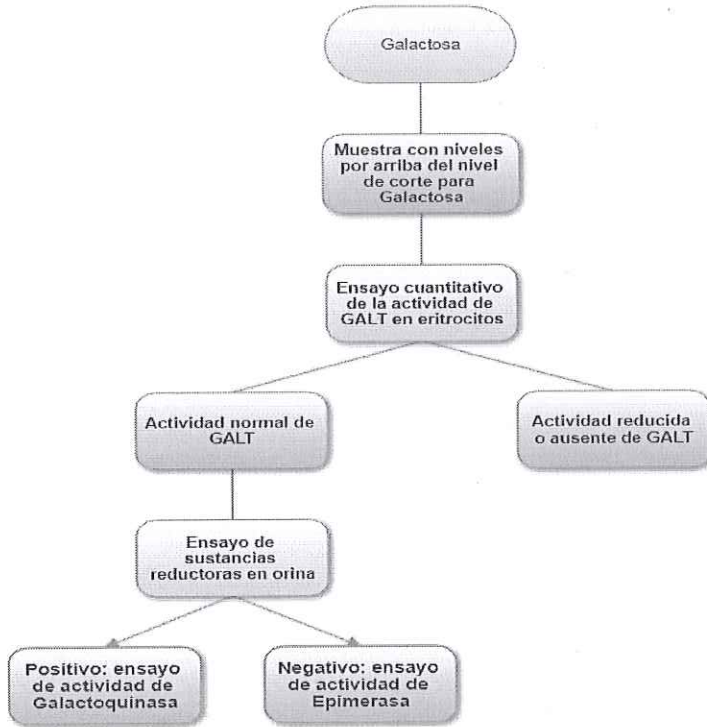 Galactosa
Muestra con niveles
por arriba del nivel
de corte para
Galactosa
Ensayo cuantitativo
de la actividad de
GALT en eritrocitos
Actividad normal de
GALT
Actividad reducida
o ausente de GALT
Ensayo de
sustancias
reductoras en orina
Positivo: ensayo
de actividad de
Galactoquinasa
Negativo: ensayo
de actividad de
Epimerasa